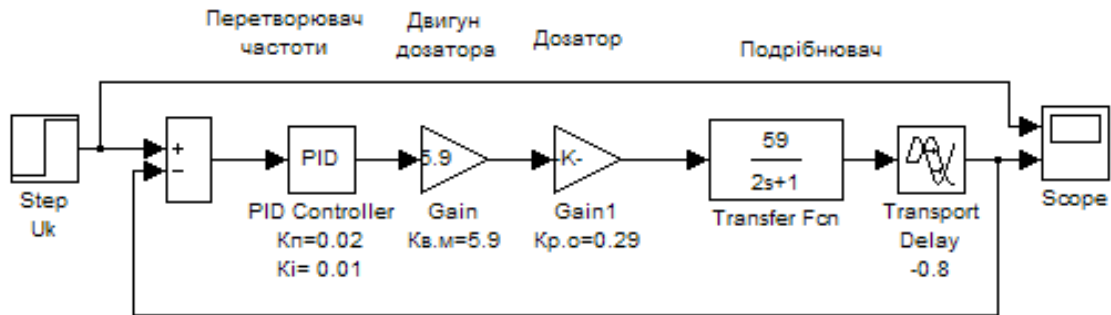 Перетворювач
частоти
Двигун
дозатора
Дозатор
Подрібнювач
+
−
PID
5.9
-K-
59
2s+1
Step
Uk
PID Controller
Кп=0.02
Кі= 0.01
Gain
Кв.м=5.9
Gain1
Кр.о=0.29
Transfer Fcn
Transport
Delay
-0.8
Scope